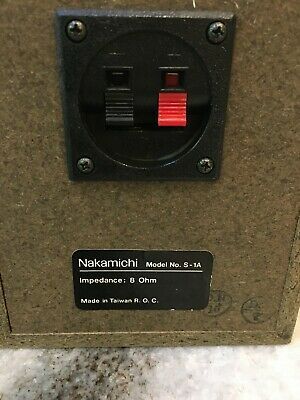 Nakamichi Model No. S-1A
Impedance: 8 Ohm
Made in Taiwan R. O. C.